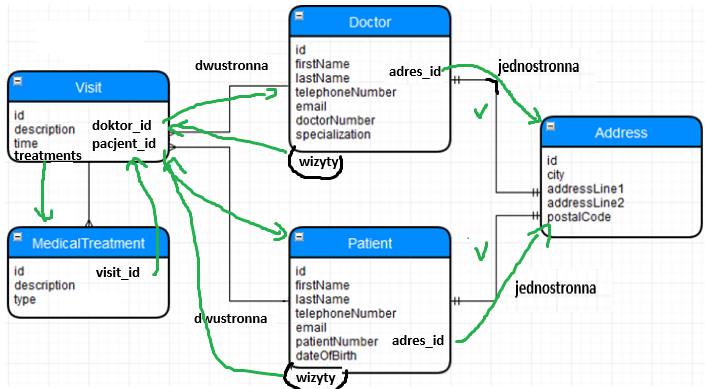 Doctor
id
firstName
lastName
telephoneNumber
email
doctorNumber
specialization
adres_id
wizyty
dwustronna
jednostronna
Visit
id
description
time
treatments
doktor_id
pacjent_id
Address
id
city
addressLine1
addressLine2
postalCode
MedicalTreatment
id
description
type
visit_id
Patient
id
firstName
lastName
telephoneNumber
email
patientNumber
dateOfBirth
adres_id
wizyty
dwustronna
jednostronna